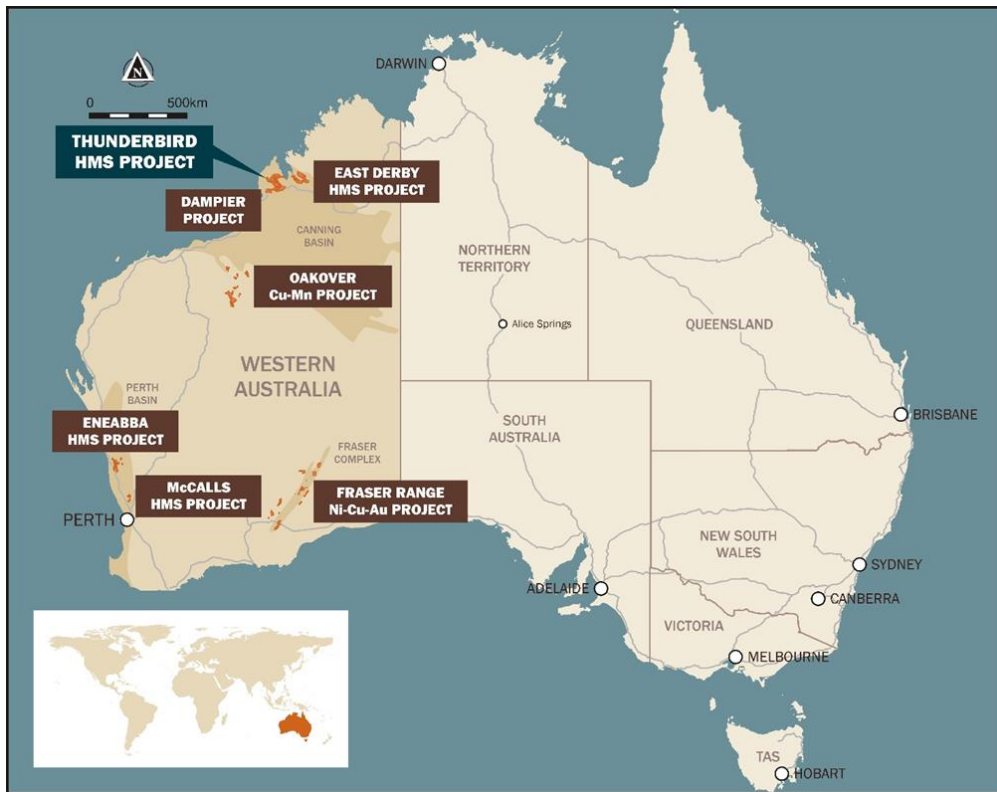 DARWIN
N
0 500km
THUNDERBIRD
HMS PROJECT
EAST DERBY
HMS PROJECT
DAMPIER
PROJECT
CANNING
BASIN
NORTHERN
TERRITORY
OAKOVER
Cu-Mn PROJECT
Alice Springs
QUEENSLAND
WESTERN
AUSTRALIA
PERTH
BASIN
ENEABBA
HMS PROJECT
SOUTH
AUSTRALIA
BRISBANE
FRASER
COMPLEX
McCALLS
HMS PROJECT
FRASER RANGE
Ni-Cu-Au PROJECT
PERTH
NEW SOUTH
WALES
SYDNEY
ADELAIDE
CANBERRA
VICTORIA
MELBOURNE
TAS
HOBART